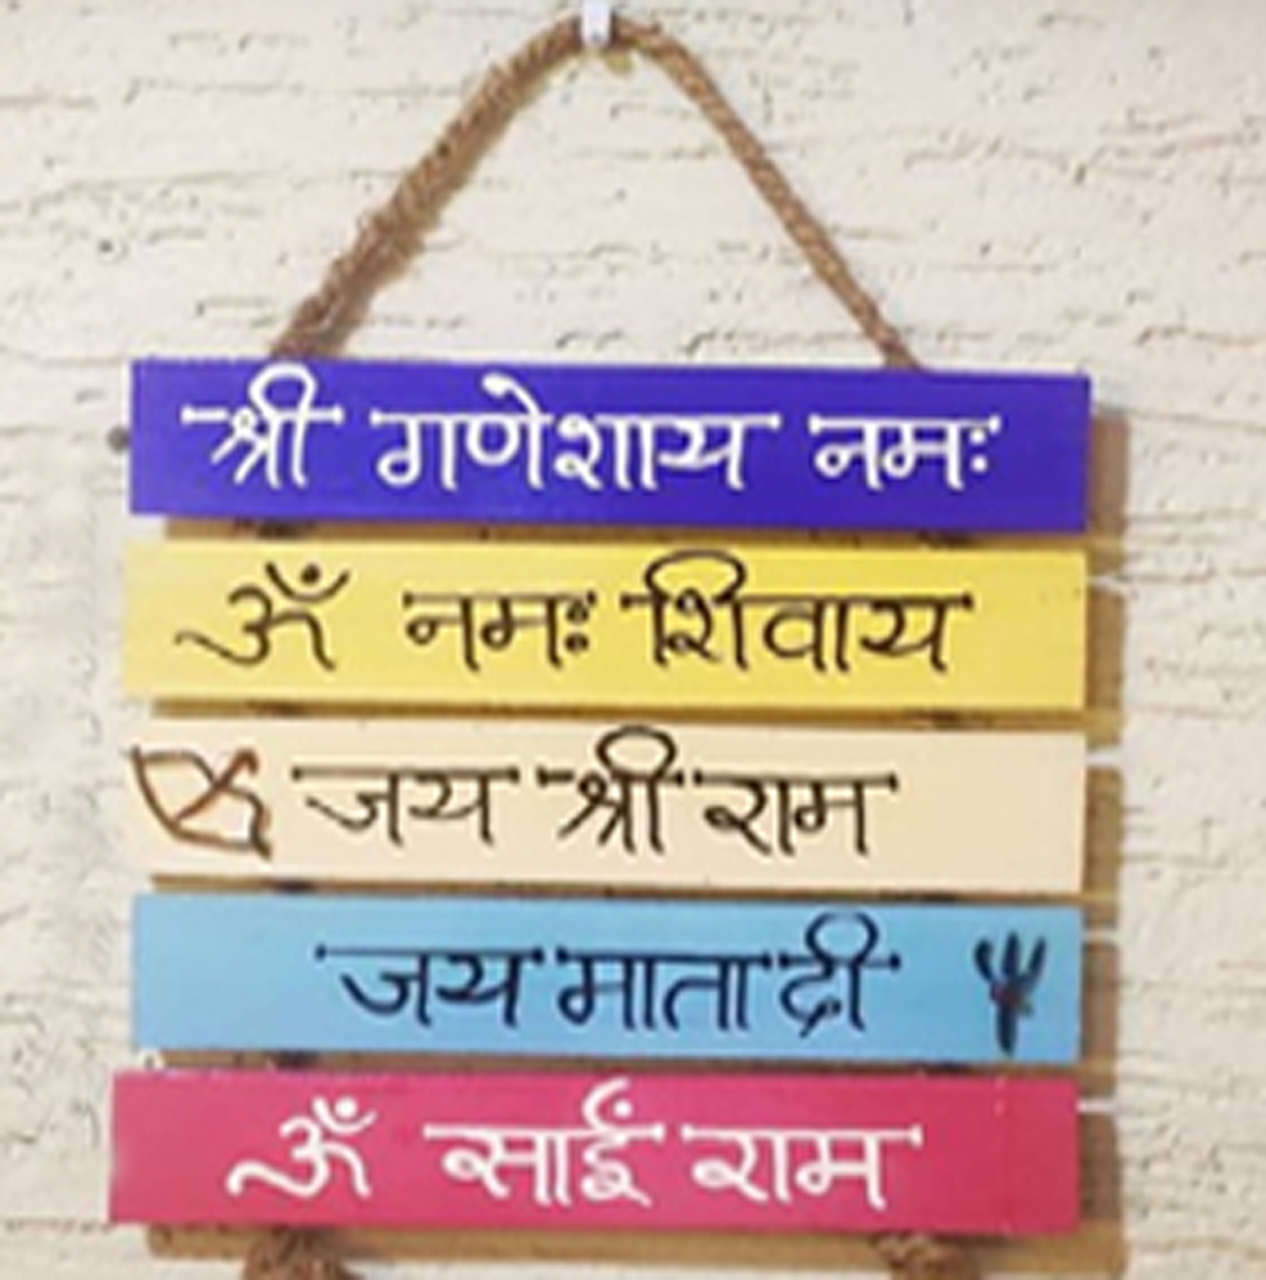 श्री गणेशाय नमः
ॐ नमः शिवाय
जय श्री राम
जय माता दी
ॐ साईं राम